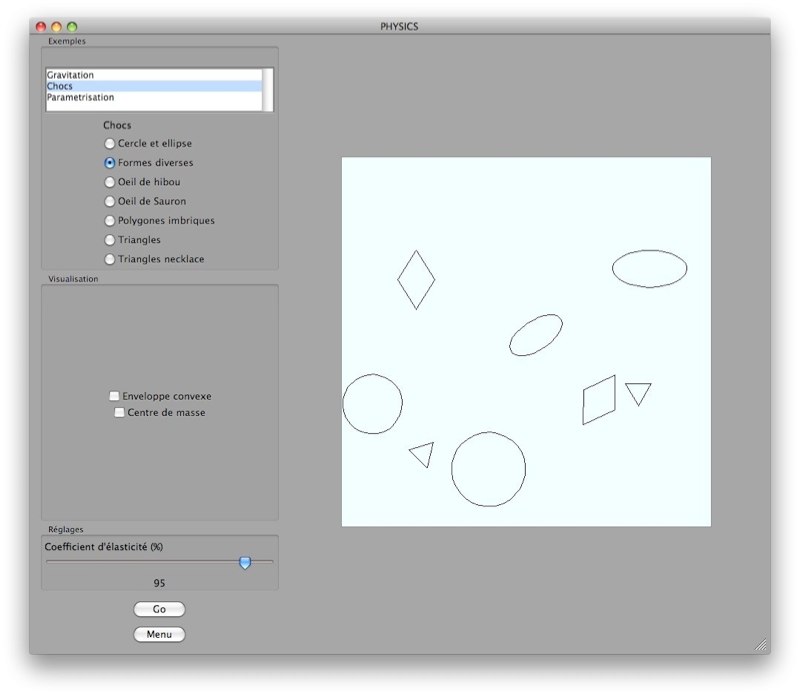 PHYSICS
Exemples
Gravitation
Chocs
Parametrisation
Chocs
Cercle et ellipse
Formes diverses
Oeil de hibou
Oeil de Sauron
Polygones imbriques
Triangles
Triangles necklace
Visualisation
Enveloppe convexe
Centre de masse
Réglages
Coefficient d'élasticité (%)
95
Go
Menu